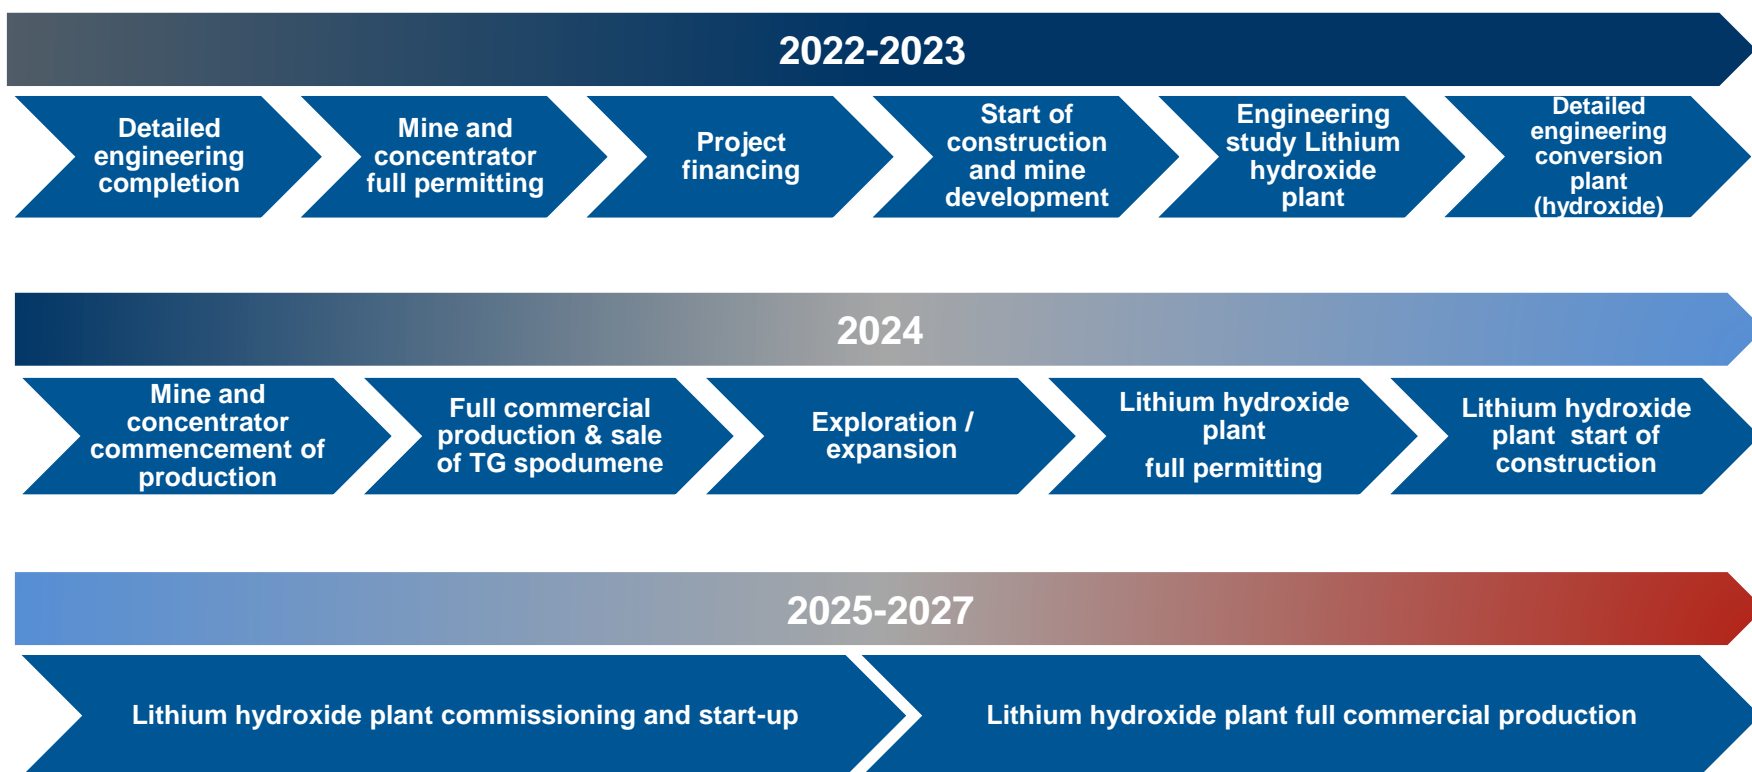 2022-2023
Detailed
engineering
completion
Mine and
concentrator
full permitting
Project
financing
Start of
construction
and mine
development
Engineering
study Lithium
hydroxide
plant
Detailed
engineering
conversion
plant
(hydroxide)
2024
Mine and
concentrator
commencement of
production
Full commercial
production & sale
of TG spodumene
Exploration /
expansion
Lithium hydroxide
plant
full permitting
Lithium hydroxide
plant start of
construction
2025-2027
Lithium hydroxide plant commissioning and start-up
Lithium hydroxide plant full commercial production